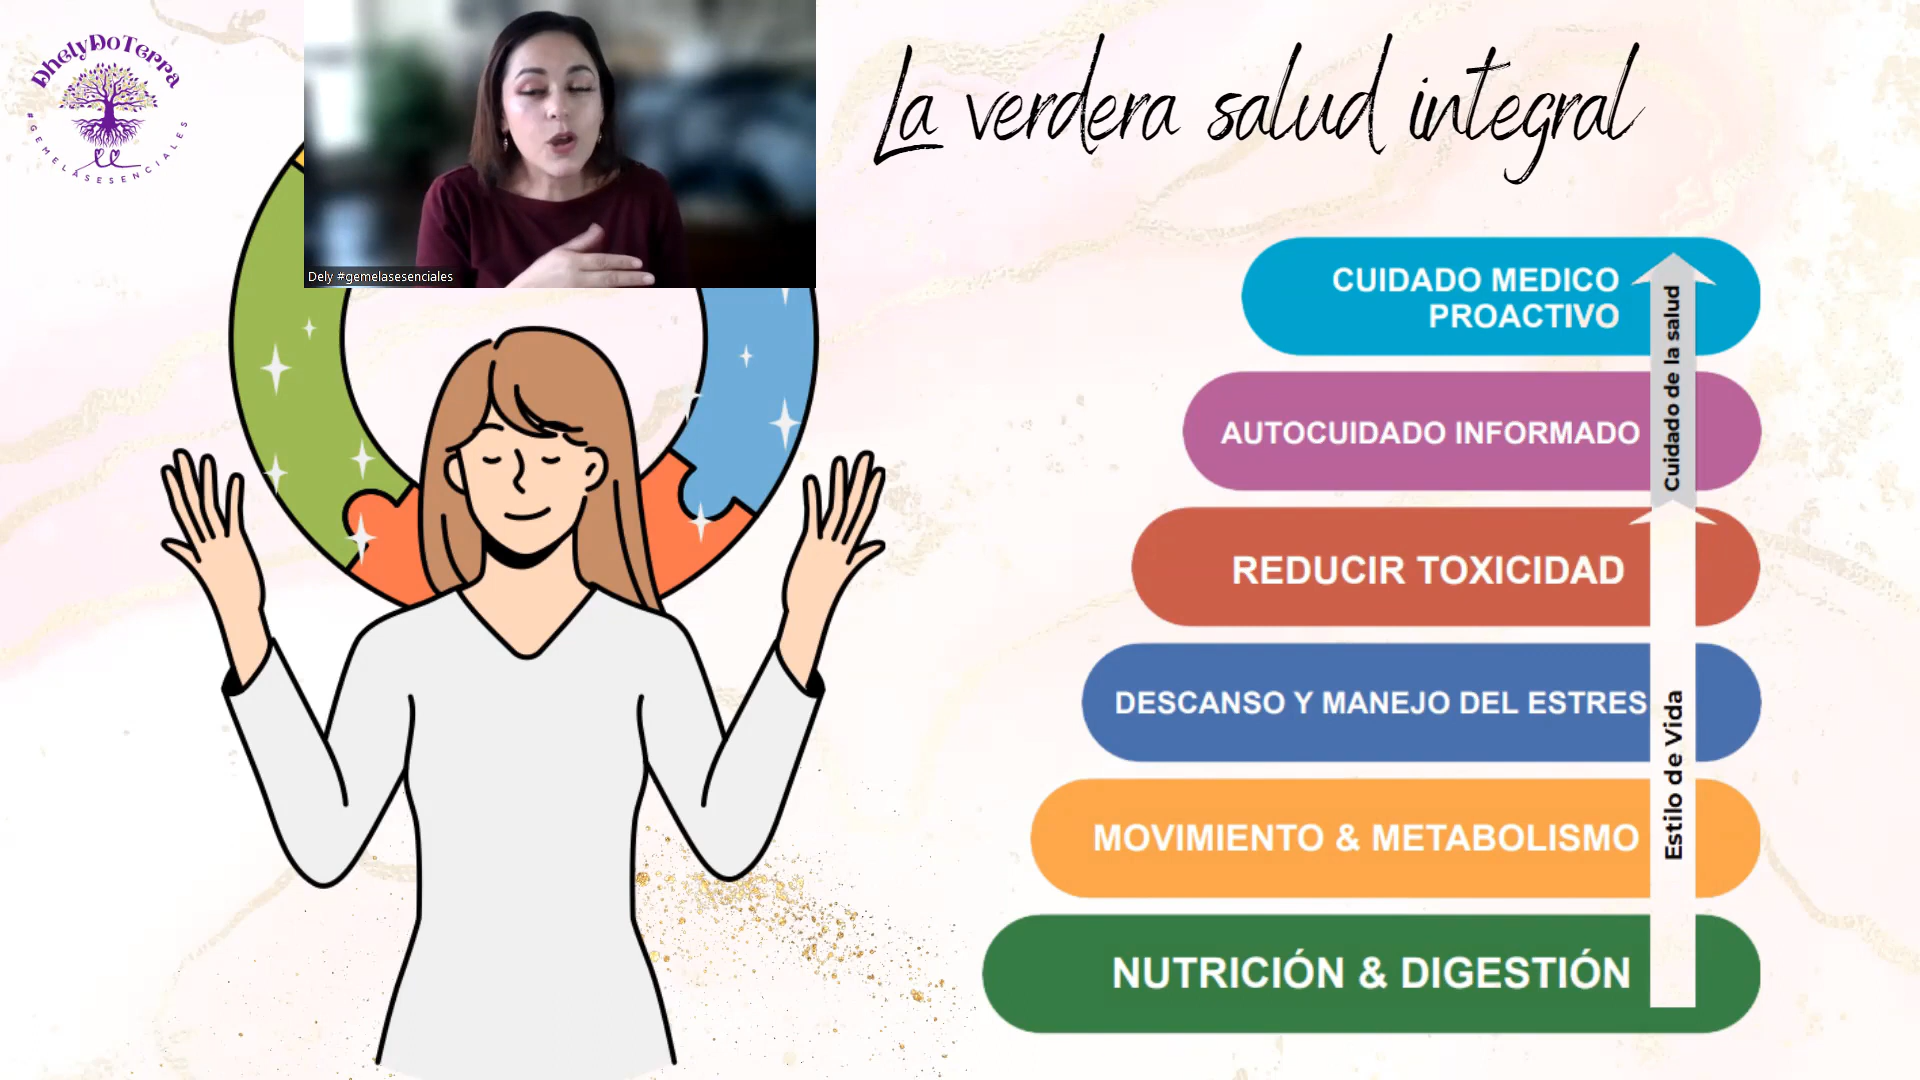 DhelyDoTerra
#GEMELASESENCIALES
Dely #gemelasesenciales
La verdera salud integral
CUIDADO MEDICO
PROACTIVO
AUTOCUIDADO INFORMADO
REDUCIR TOXICIDAD
DESCANSO Y MANEJO DEL ESTRES
MOVIMIENTO & METABOLISMO
NUTRICIÓN & DIGESTIÓN
Cuidado de la salud
Estilo de Vida